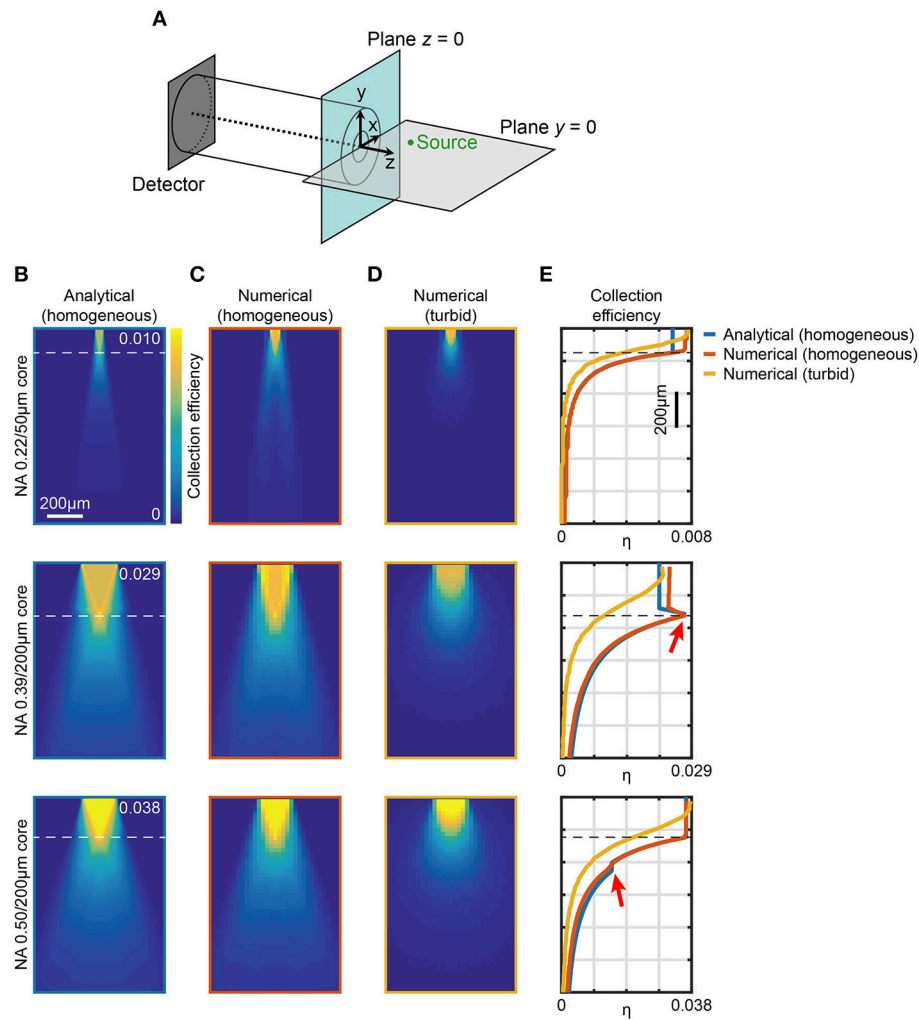 A
Plane z = 0
y
x
z
Plane y = 0
Source
Detector
B
C
D
E
Analytical
(homogeneous)
Numerical
(homogeneous)
Numerical
(turbid)
Collection
efficiency
NA 0.22/50µm core
0.010
200µm
0
Collection efficiency
200µm
0
0.008
η
Analytical (homogeneous)
Numerical (homogeneous)
Numerical (turbid)
NA 0.39/200µm core
0.029
0
0.029
η
NA 0.50/200µm core
0.038
0
0.038
η